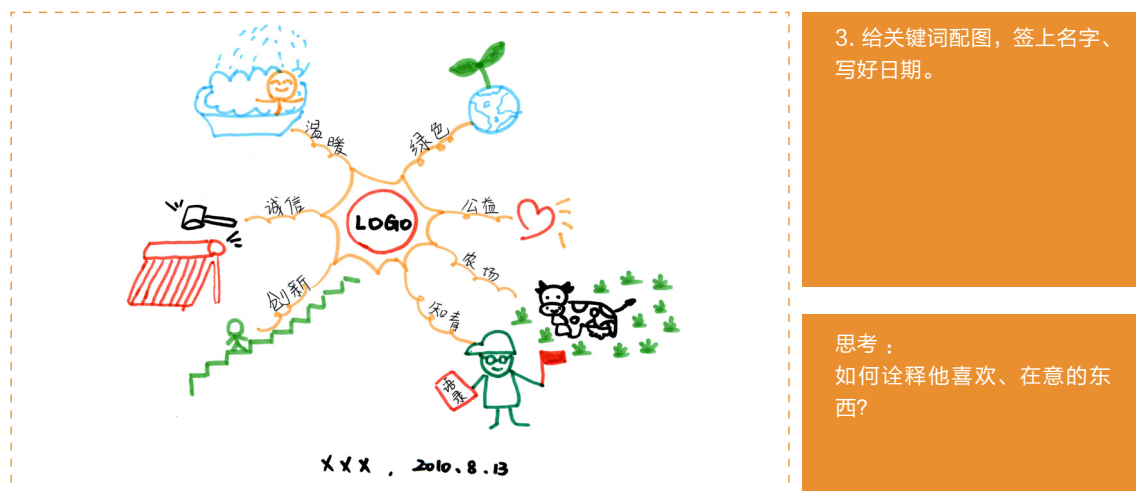 温暖
绿色
诚信
LOGO
公益
农场
创新
知青
语录
XXX，2010、8.13
3. 给关键词配图，签上名字、
写好日期。
思考：
如何诠释他喜欢、在意的东
西？